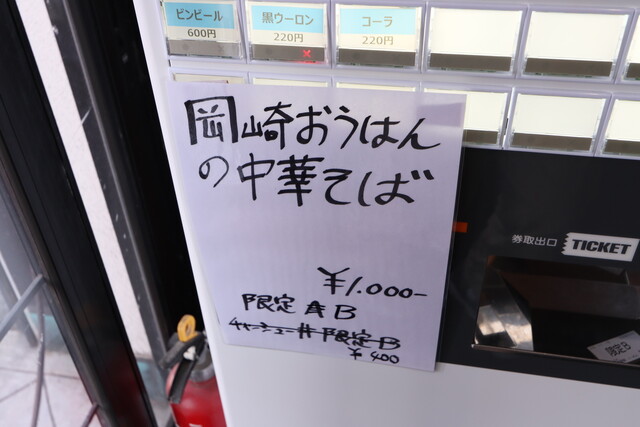 ビンビール
600円
黒ウーロン
220円
コーラ
220円
岡崎おうはん
の中華そば
¥1.000-
限定 B
チャーシュー丼 限定 B
¥400
券取出口 TICKET
限定B